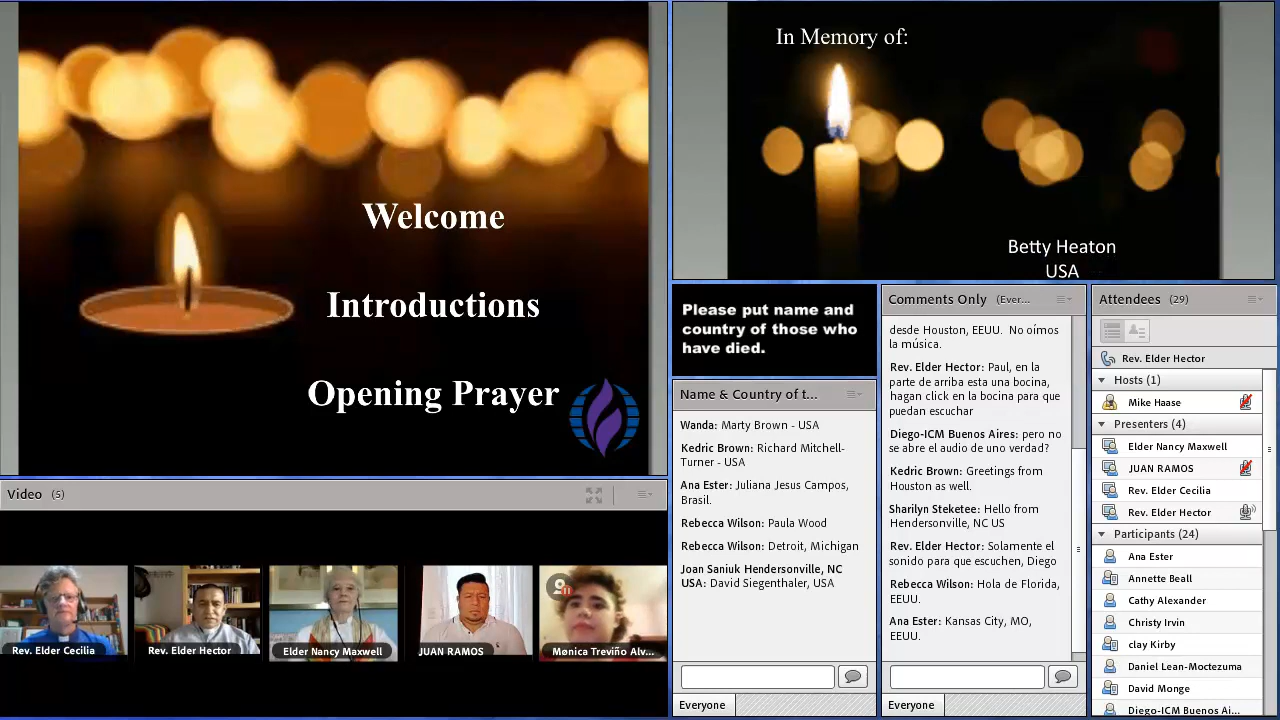 Welcome
Introductions
Opening Prayer
In Memory of:
Betty Heaton
USA
Video (5)
Rev. Elder Cecilia
Rev. Elder Hector
Elder Nancy Maxwell
JUAN RAMOS
Mønica Treviño Alv...
Please put name and
country of those who
have died.
Name & Country of t...
Wanda: Marty Brown - USA
Kedric Brown: Richard Mitchell-
Turner - USA
Ana Ester: Juliana Jesus Campos,
Brasil.
Rebecca Wilson: Paula Wood
Rebecca Wilson: Detroit, Michigan
Joan Saniuk Hendersonville, NC
USA: David Siegenthaler, USA
Everyone
Comments Only (Ever...
desde Houston, EEUU. No oímos
la música.
Rev. Elder Hector: Paul, en la
parte de arriba esta una bocina,
hagan click en la bocina para que
puedan escuchar
Diego-ICM Buenos Aires: pero no
se abre el audio de uno verdad?
Kedric Brown: Greetings from
Houston as well.
Sharilyn Steketee: Hello from
Hendersonville, NC US
Rev. Elder Hector: Solamente el
sonido para que escuchen, Diego
Rebecca Wilson: Hola de Florida,
EEUU.
Ana Ester: Kansas City, MO,
EEUU.
Everyone
Attendees (29)
Rev. Elder Hector
Hosts (1)
Mike Haase
Presenters (4)
Elder Nancy Maxwell
JUAN RAMOS
Rev. Elder Cecilia
Rev. Elder Hector
Participants (24)
Ana Ester
Annette Beall
Cathy Alexander
Christy Irvin
clay Kirby
Daniel Lean-Moctezuma
David Monge
Diego-ICM Buenos Ai...